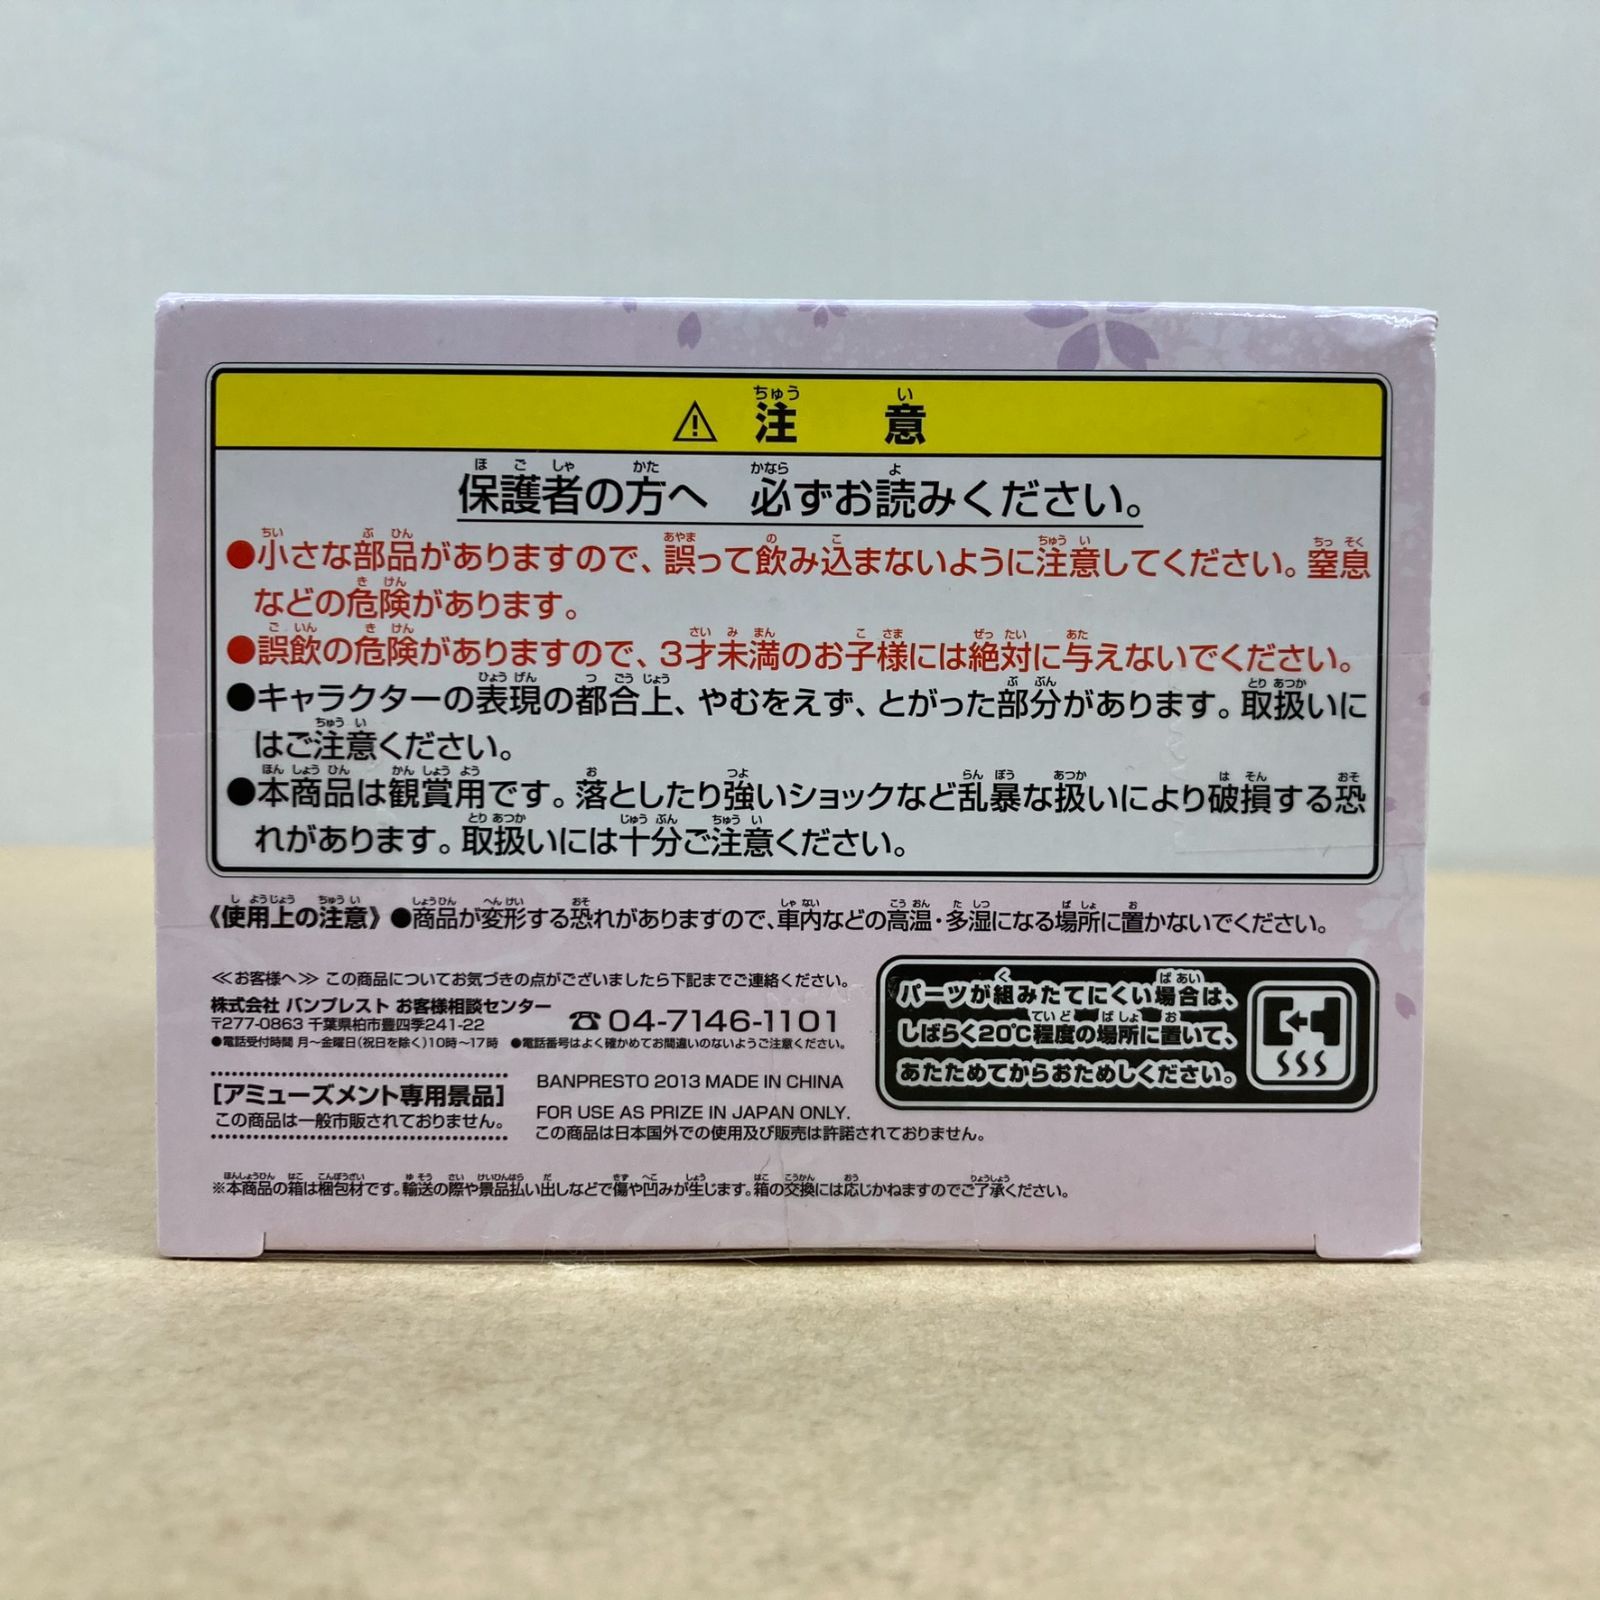 ⚠ 注意
保護者の方へ 必ずお読みください。
●小さな部品がありますので、誤って飲み込まないように注意してください。窒息
などの危険があります。
●誤飲の危険がありますので、3才未満のお子様には絶対に与えないでください。
●キャラクターの表現の都合上、やむをえず、とがった部分があります。取扱いに
はご注意ください。
●本商品は観賞用です。落としたり強いショックなど乱暴な扱いにより破損する恐
れがあります。取扱いには十分ご注意ください。
《使用上の注意》●商品が変形する恐れがありますので、車内などの高温・多湿になる場所に置かないでください。
≪お客様へ≫ この商品についてお気づきの点がございましたら下記までご連絡ください。
株式会社 バンプレスト お客様相談センター
〒277-0863 千葉県柏市豊四季241-22 ☎04-7146-1101
●電話受付時間 月〜金曜日(祝日を除く)10時〜17時 ●電話番号はよく確かめてお間違いのないようご注意ください。
パーツが組みたてにくい場合は、
しばらく20℃程度の場所に置いて、
あたためてからおためしください。
[アミューズメント専用景品]
この商品は一般市販されておりません。
BANPRESTO 2013 MADE IN CHINA
FOR USE AS PRIZE IN JAPAN ONLY.
この商品は日本国外での使用及び販売は許諾されておりません。
※本商品の箱は梱包材です。輸送の際や景品払い出しなどで傷や凹みが生じます。箱の交換には応じかねますのでご了承ください。